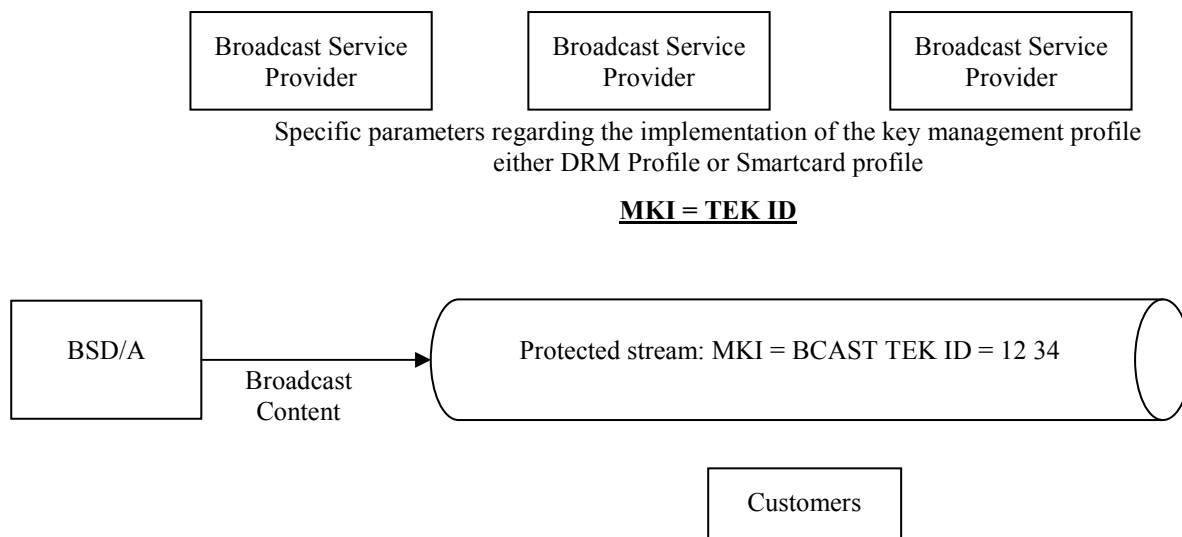 Broadcast Service
Provider
Broadcast Service
Provider
Broadcast Service
Provider
Specific parameters regarding the implementation of the key management profile
either DRM Profile or Smartcard profile
MKI = TEK ID
BSD/A
Broadcast
Content
Protected stream: MKI = BCAST TEK ID = 12 34
Customers